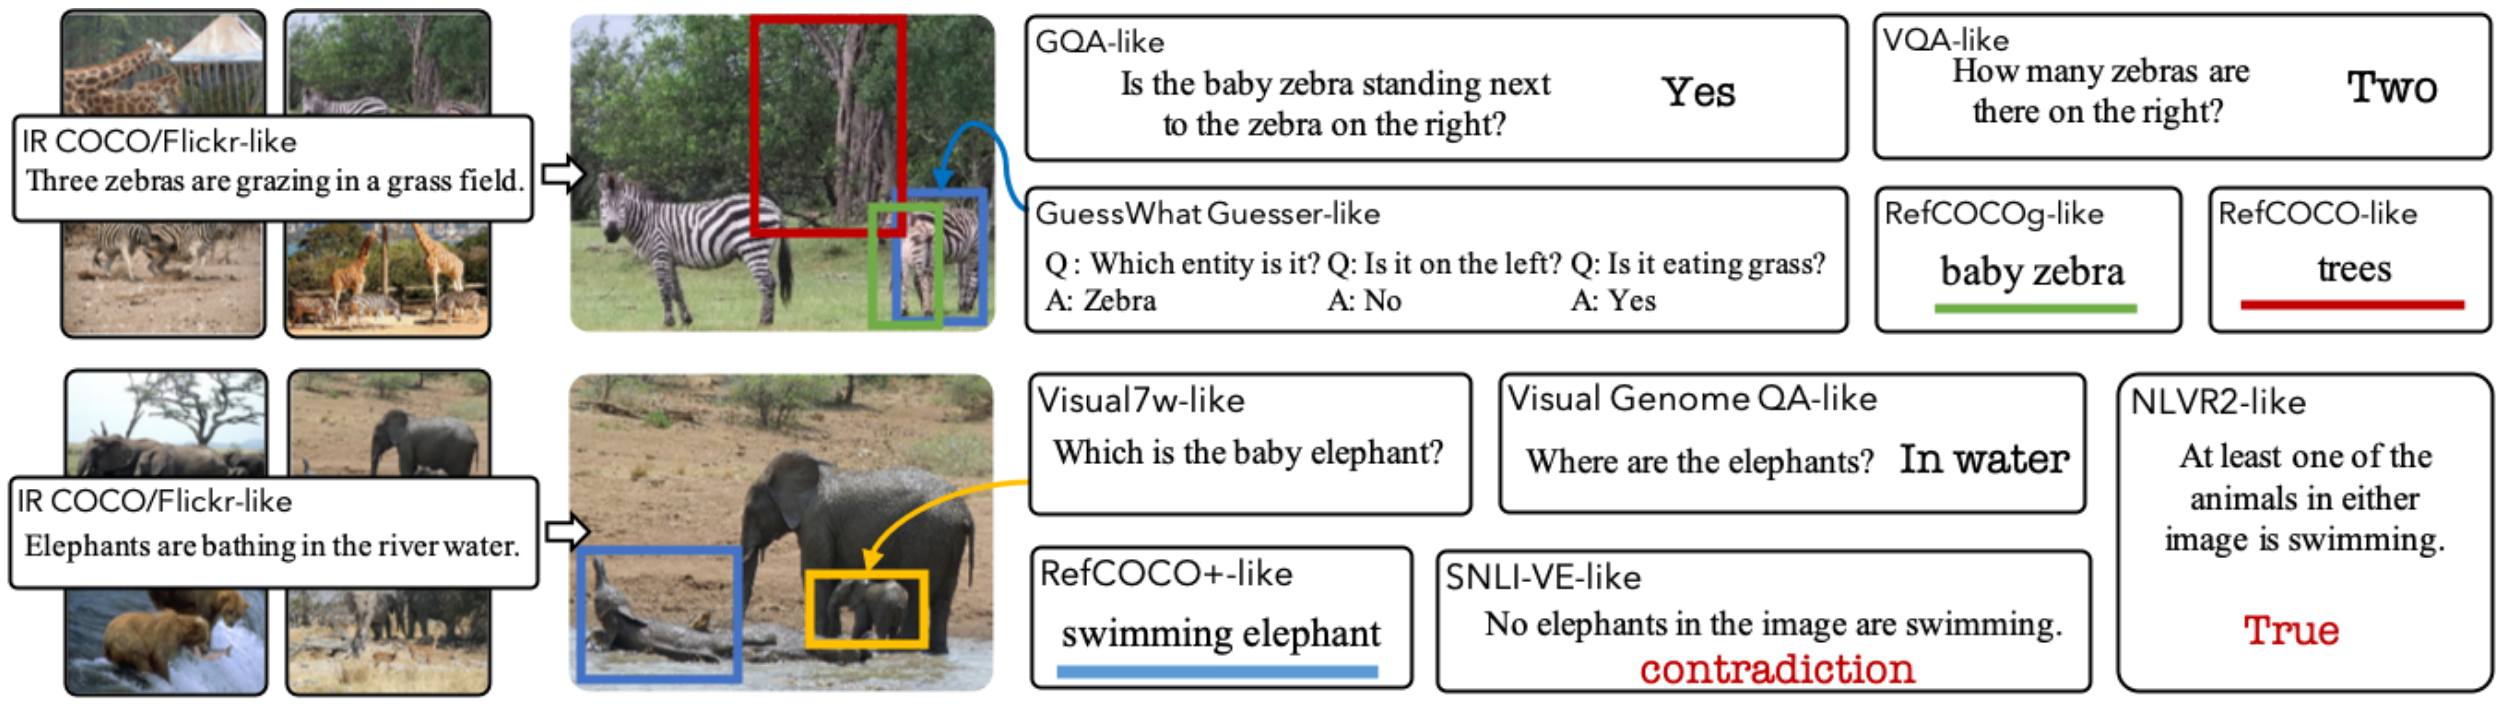 IR COCO/Flickr-like
Three zebras are grazing in a grass field.
GQA-like
Is the baby zebra standing next
to the zebra on the right?
Yes
VQA-like
How many zebras are
there on the right?
Two
GuessWhat Guesser-like
Q : Which entity is it? Q: Is it on the left? Q: Is it eating grass?
A: Zebra A: No A: Yes
RefCOCOg-like
baby zebra
RefCOCO-like
trees
IR COCO/Flickr-like
Elephants are bathing in the river water.
Visual7w-like
Which is the baby elephant?
Visual Genome QA-like
Where are the elephants? In water
RefCOCO+-like
swimming elephant
SNLI-VE-like
No elephants in the image are swimming.
contradiction
NLVR2-like
At least one of the
animals in either
image is swimming.
True